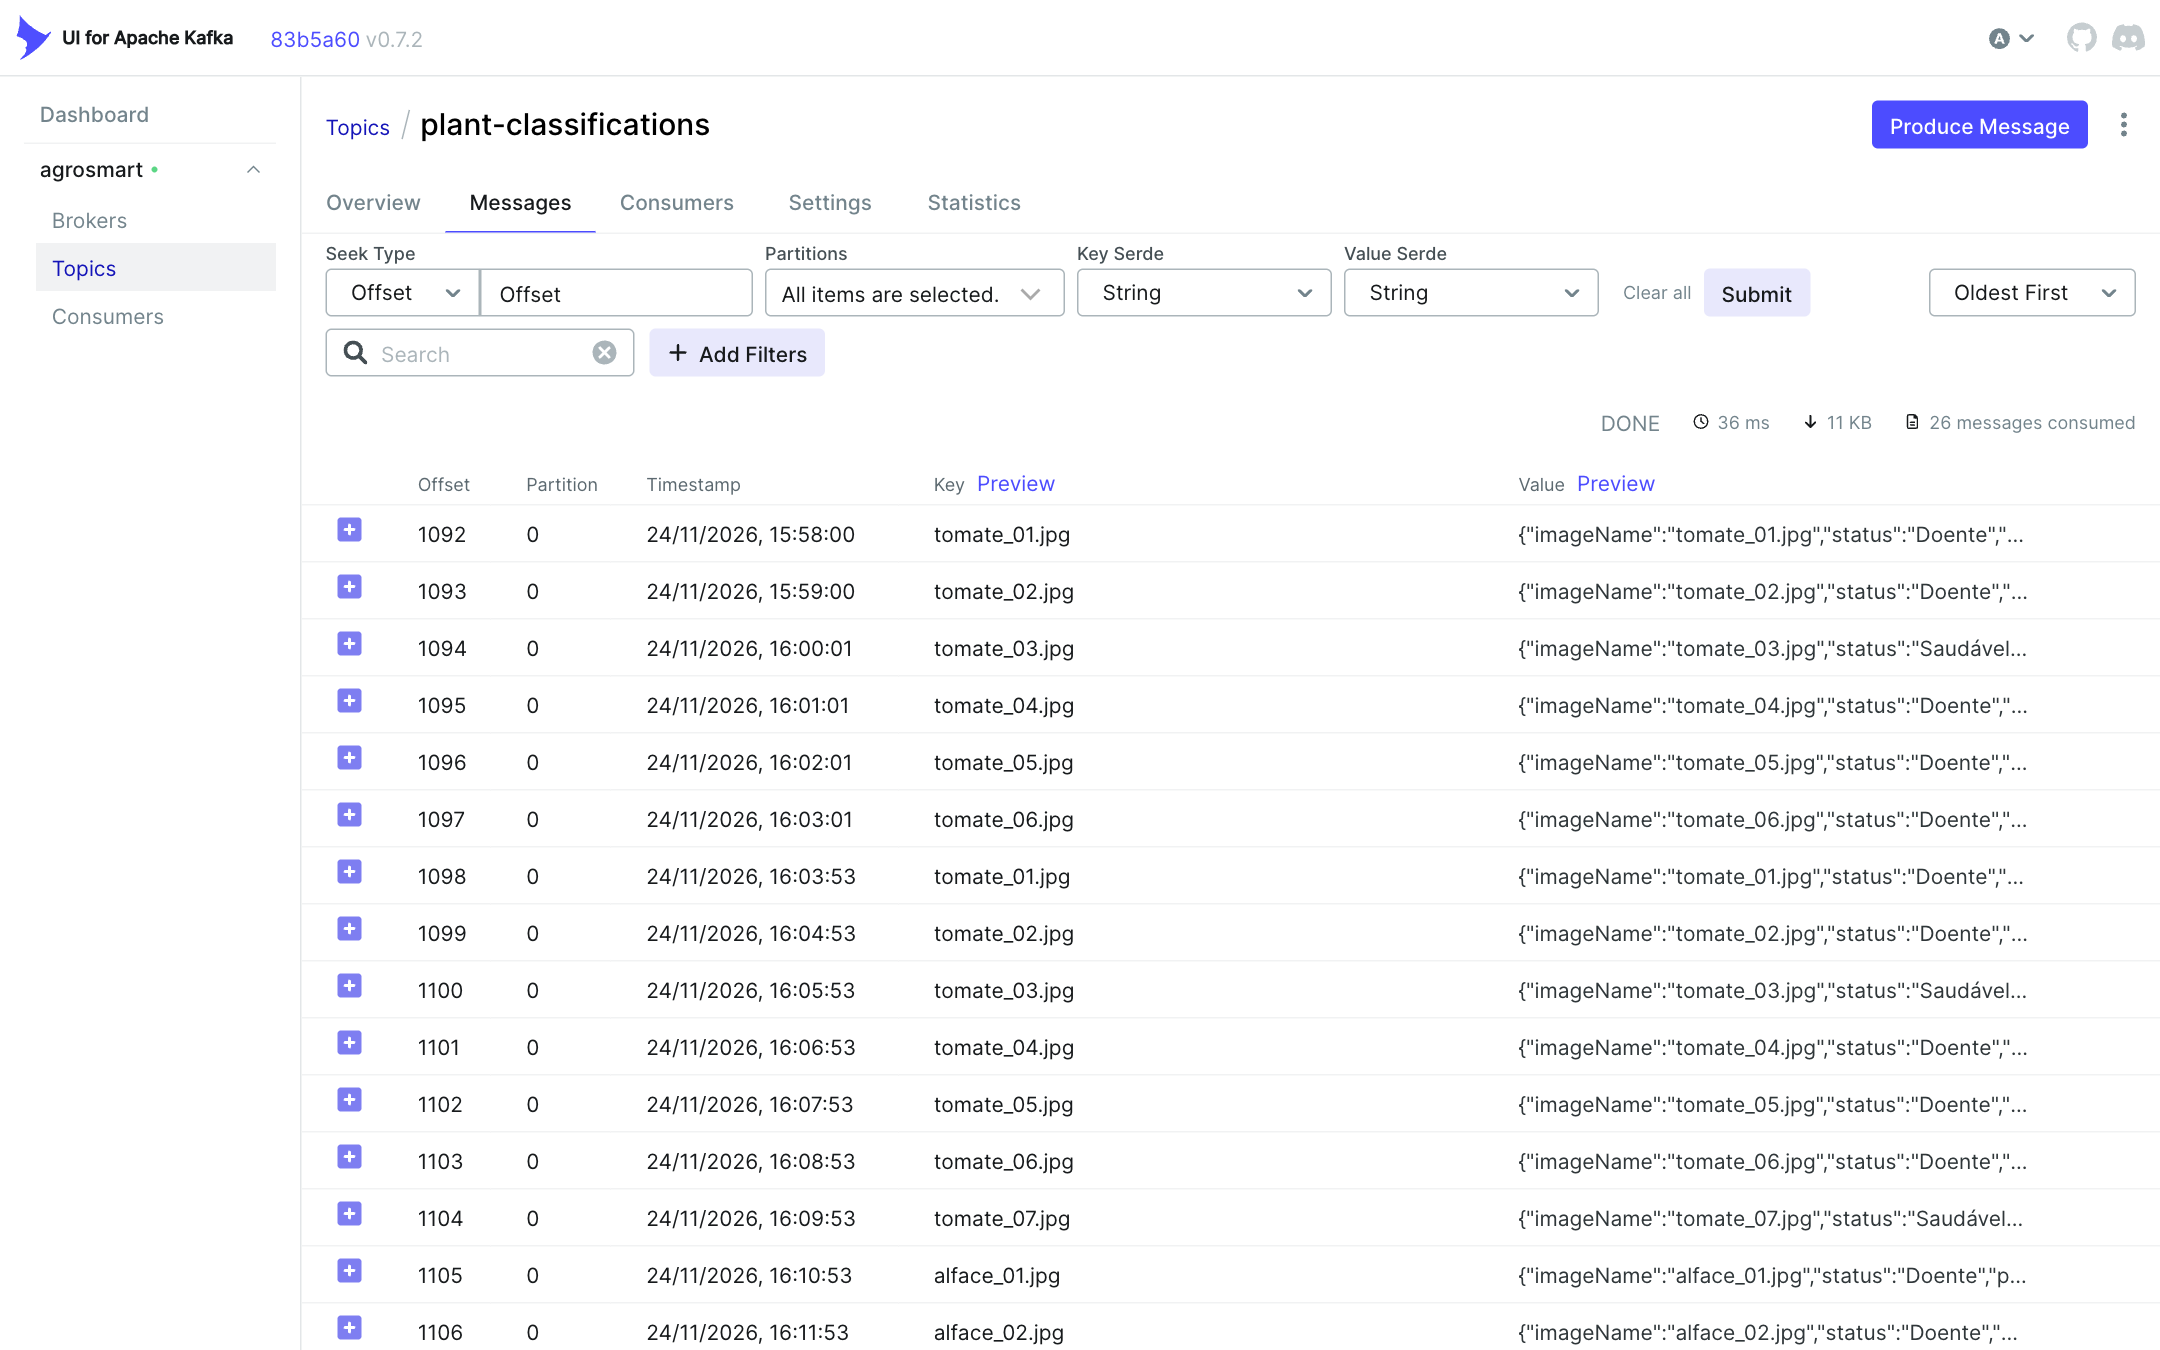 UI for Apache Kafka 83b5a60 v0.7.2 A
Dashboard
agrosmart
Brokers
Topics
Consumers
Topics / plant-classifications
Produce Message
Overview Messages Consumers Settings Statistics
Seek Type Partitions Key Serde Value Serde
Offset Offset All items are selected. String String Clear all Submit Oldest First
Search Add Filters
DONE 36 ms 11 KB 26 messages consumed
Offset Partition Timestamp Key Preview Value Preview
1092 0 24/11/2026, 15:58:00 tomate_01.jpg {"imageName":"tomate_01.jpg","status":"Doente","...
1093 0 24/11/2026, 15:59:00 tomate_02.jpg {"imageName":"tomate_02.jpg","status":"Doente","...
1094 0 24/11/2026, 16:00:01 tomate_03.jpg {"imageName":"tomate_03.jpg","status":"Saudável...
1095 0 24/11/2026, 16:01:01 tomate_04.jpg {"imageName":"tomate_04.jpg","status":"Doente","...
1096 0 24/11/2026, 16:02:01 tomate_05.jpg {"imageName":"tomate_05.jpg","status":"Doente","...
1097 0 24/11/2026, 16:03:01 tomate_06.jpg {"imageName":"tomate_06.jpg","status":"Doente","...
1098 0 24/11/2026, 16:03:53 tomate_01.jpg {"imageName":"tomate_01.jpg","status":"Doente","...
1099 0 24/11/2026, 16:04:53 tomate_02.jpg {"imageName":"tomate_02.jpg","status":"Doente","...
1100 0 24/11/2026, 16:05:53 tomate_03.jpg {"imageName":"tomate_03.jpg","status":"Saudável...
1101 0 24/11/2026, 16:06:53 tomate_04.jpg {"imageName":"tomate_04.jpg","status":"Doente","...
1102 0 24/11/2026, 16:07:53 tomate_05.jpg {"imageName":"tomate_05.jpg","status":"Doente","...
1103 0 24/11/2026, 16:08:53 tomate_06.jpg {"imageName":"tomate_06.jpg","status":"Doente","...
1104 0 24/11/2026, 16:09:53 tomate_07.jpg {"imageName":"tomate_07.jpg","status":"Saudável...
1105 0 24/11/2026, 16:10:53 alface_01.jpg {"imageName":"alface_01.jpg","status":"Doente","p...
1106 0 24/11/2026, 16:11:53 alface_02.jpg {"imageName":"alface_02.jpg","status":"Doente","...